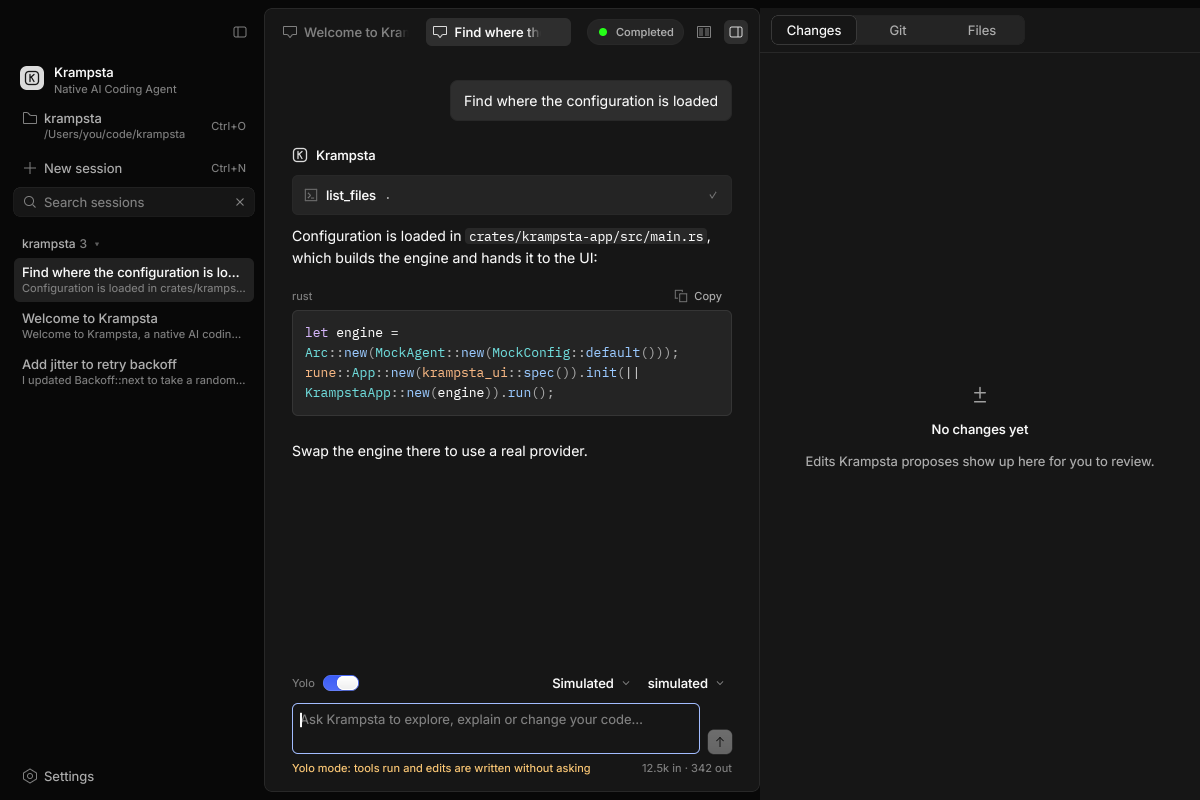 Krampsta
Native AI Coding Agent
krampsta
/Users/you/code/krampsta
Ctrl+O
New session
Ctrl+N
Search sessions
krampsta 3
Find where the configuration is lo...
Configuration is loaded in crates/kramps...
Welcome to Krampsta
Welcome to Krampsta, a native AI codin...
Add jitter to retry backoff
I updated Backoff::next to take a random...
Settings
Welcome to Krar
Find where th
Completed
Find where the configuration is loaded
Krampsta
list_files .
Configuration is loaded in crates/krampsta-app/src/main.rs,
which builds the engine and hands it to the UI:
rust
Copy
let engine =
Arc::new(MockAgent::new(MockConfig::default()));
rune::App::new(krampsta_ui::spec()).init(||
KrampstaApp::new(engine)).run();
Swap the engine there to use a real provider.
Yolo
Simulated
simulated
Ask Krampsta to explore, explain or change your code...
Yolo mode: tools run and edits are written without asking
12.5k in · 342 out
Changes
Git
Files
No changes yet
Edits Krampsta proposes show up here for you to review.